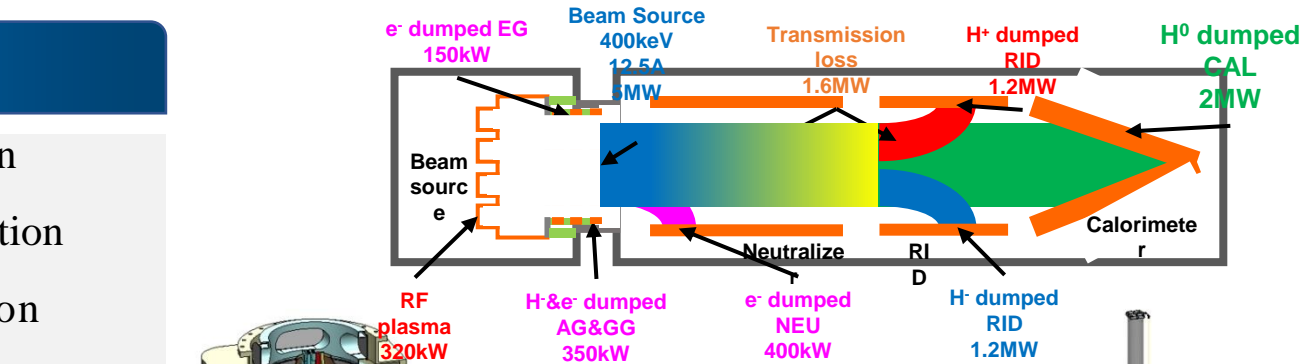 n
tion
on
e- dumped EG
150kW
Beam Source
400keV
12.5A
5MW
Transmission
loss
1.6MW
H+ dumped
RID
1.2MW
H0 dumped
CAL
2MW
Beam
sourc
e
Neutralize
r
RI
D
Calorimete
r
RF
plasma
320kW
H-&e- dumped
AG&GG
350kW
e- dumped
NEU
400kW
H- dumped
RID
1.2MW